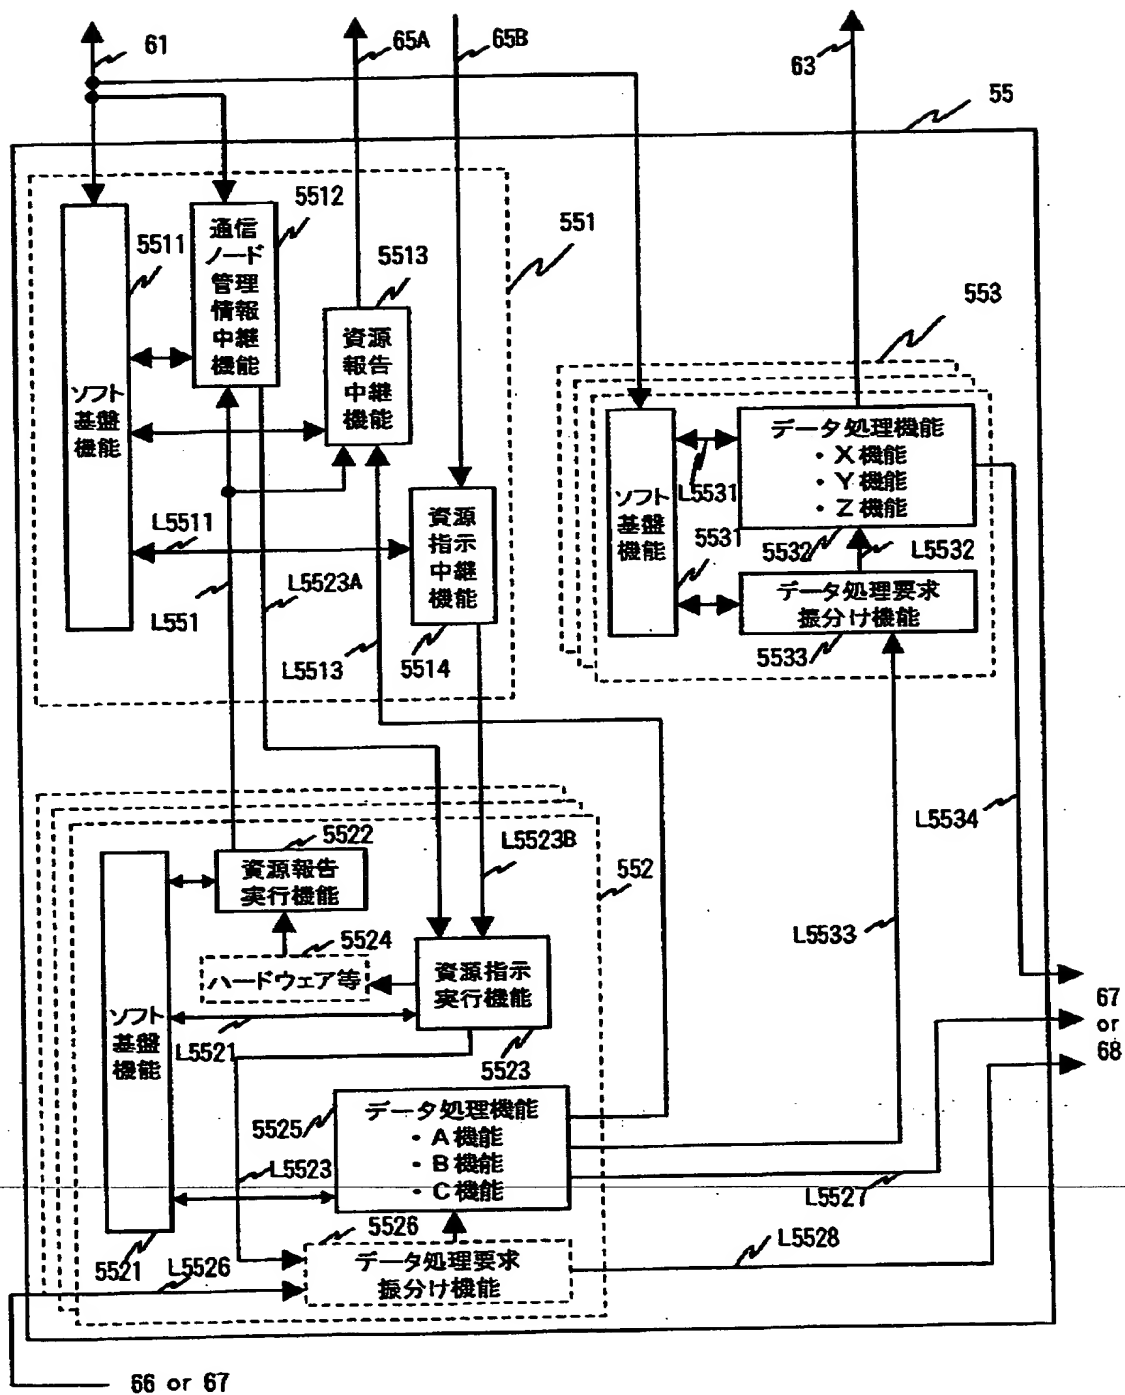 61
65A
65B
63
55
5512
通信
ノード
管理
情報
中継
機能
5511
ソフト
基盤
機能
5513
資源
報告
中継
機能
551
553
データ処理機能
・X機能
・Y機能
・Z機能
ソフト
基盤
機能
L5531
5531
5532
L5532
データ処理要求
振分け機能
5533
L5511
資源
指示
中継
機能
L5523A
L551
L5513
5514
L5534
5522
資源報告
実行機能
L5523B
552
5524
ハードウェア等
資源指示
実行機能
L5533
ソフト
基盤
機能
L5521
5523
67
or
68
5525
データ処理機能
・A機能
・B機能
・C機能
L5523
L5527
5526
データ処理要求
振分け機能
L5528
5521
L5526
66 or 67